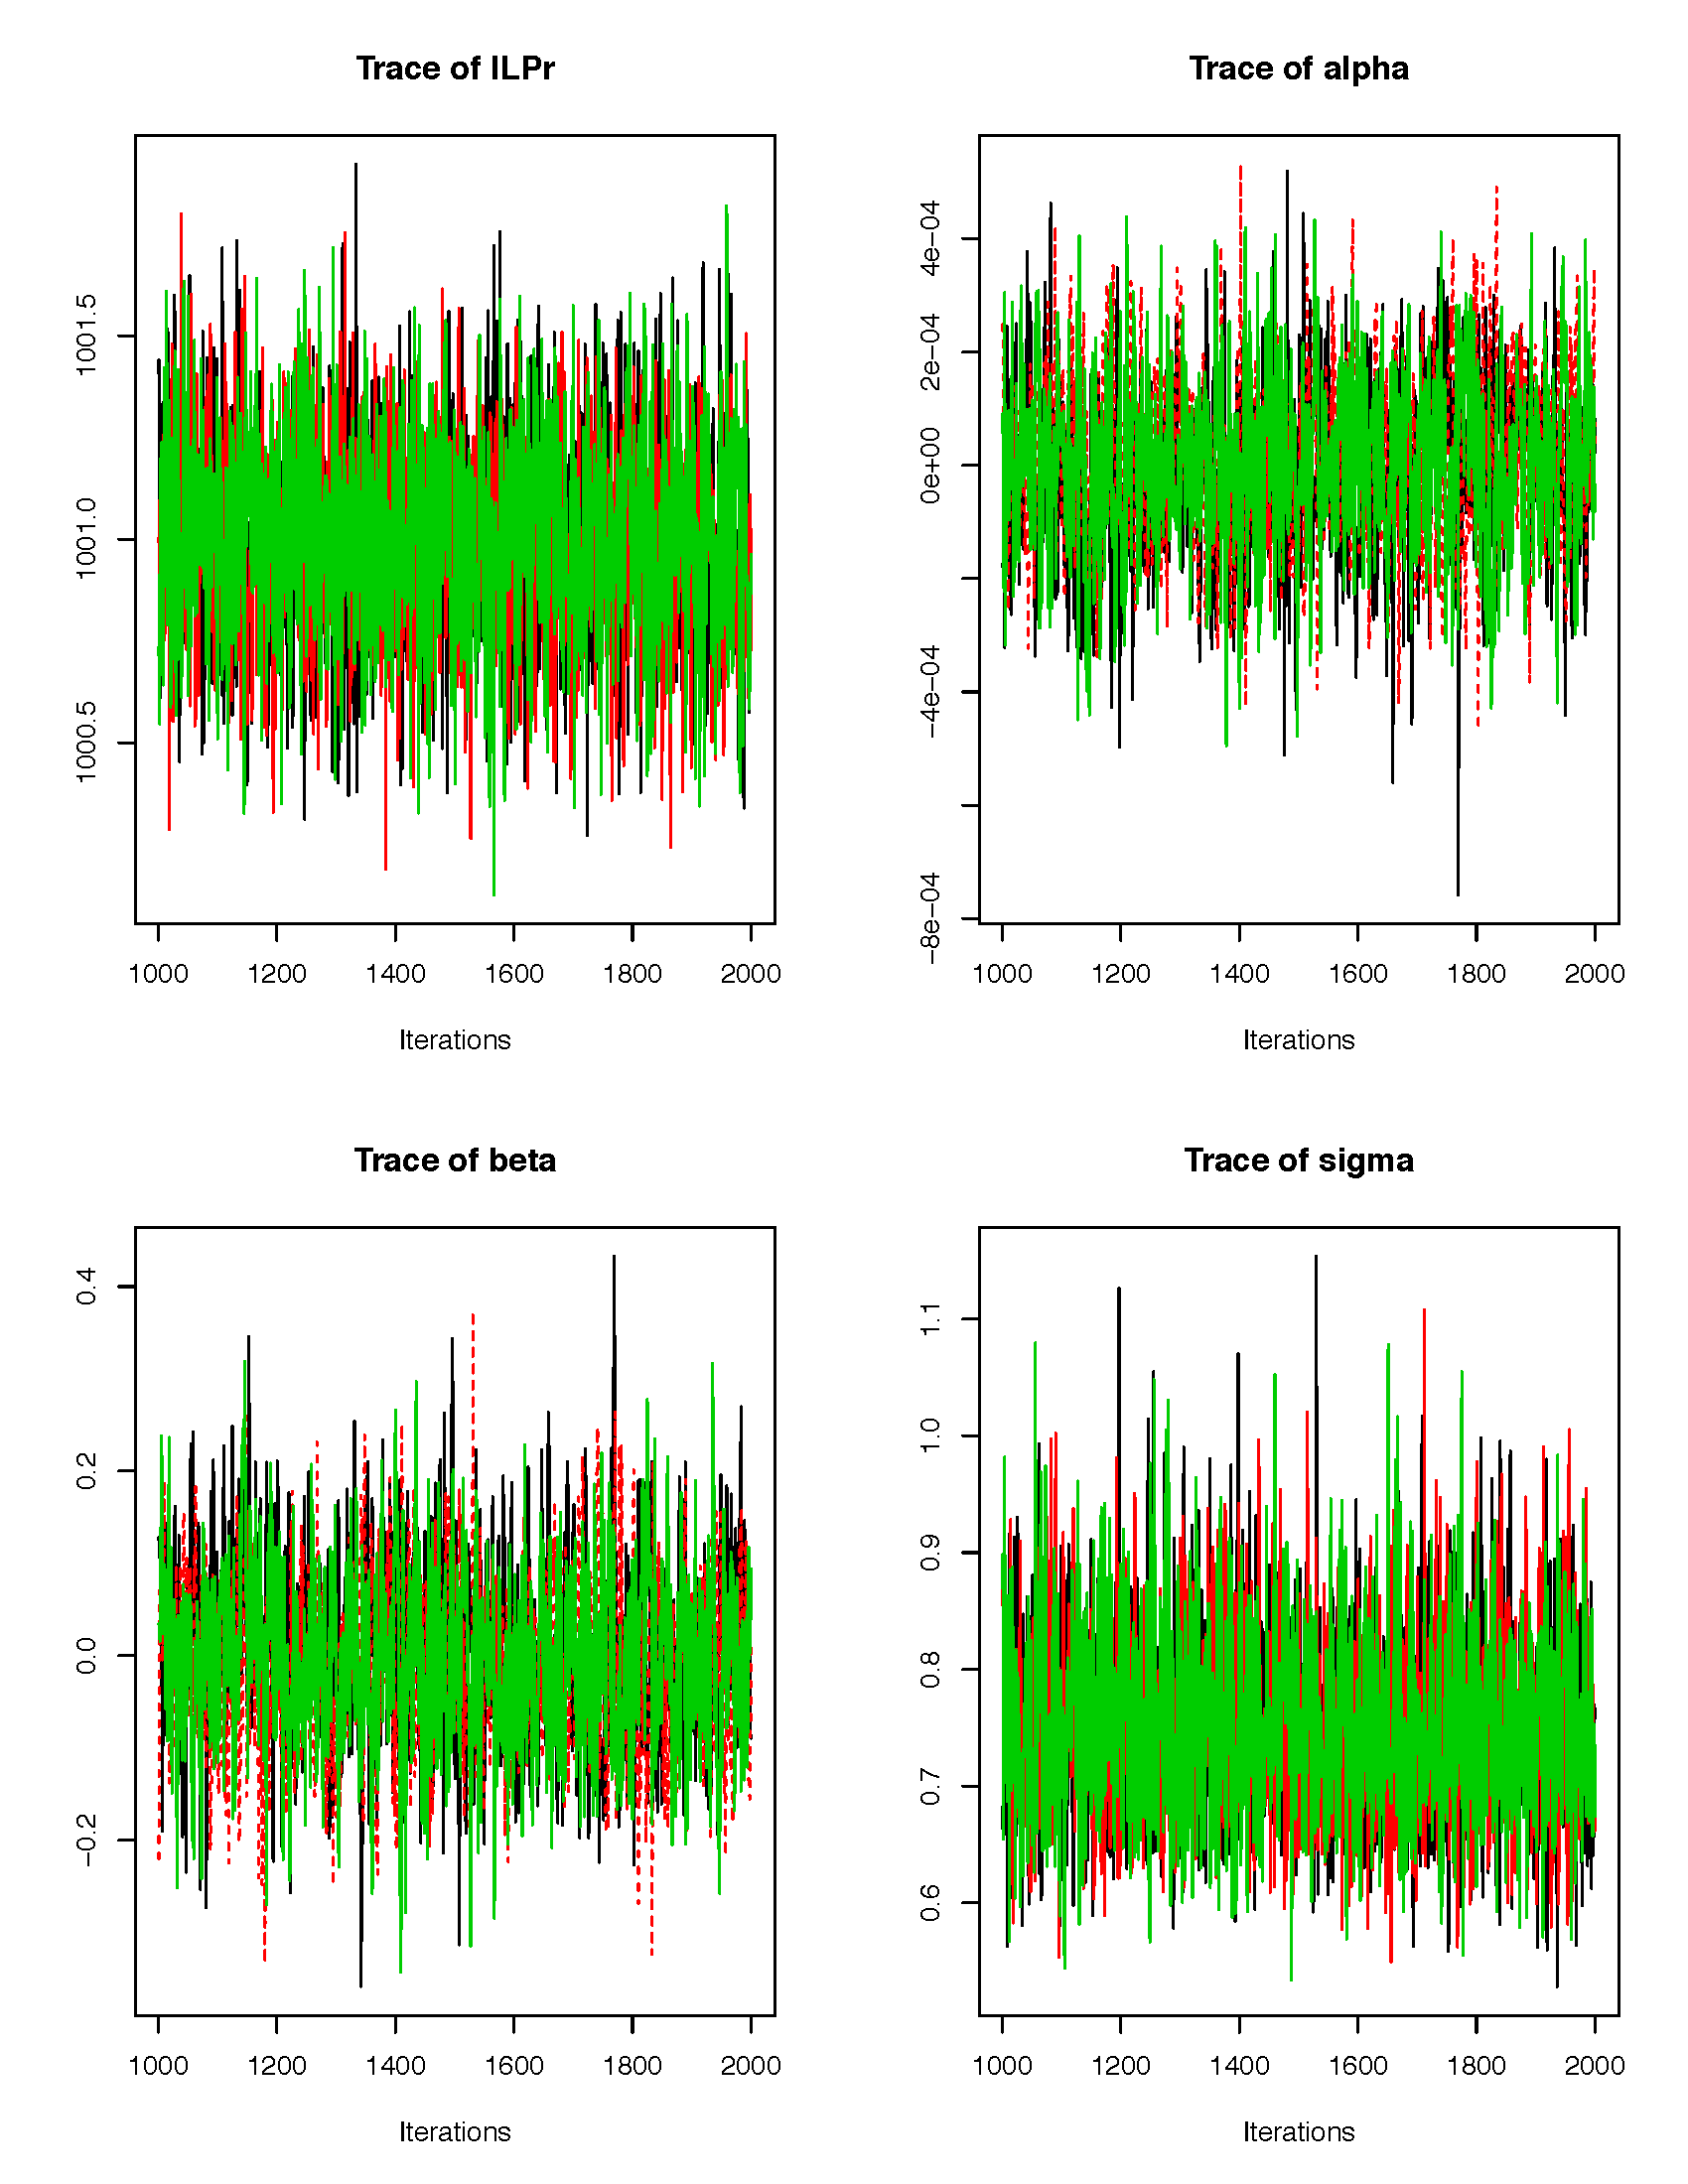 Trace of ILPr
1000.5 1001.0 1001.5
1000 1200 1400 1600 1800 2000
Iterations
Trace of alpha
−8e−04 −4e−04 0e+00 2e−04 4e−04
1000 1200 1400 1600 1800 2000
Iterations
Trace of beta
−0.2 0.0 0.2 0.4
1000 1200 1400 1600 1800 2000
Iterations
Trace of sigma
0.6 0.7 0.8 0.9 1.0 1.1
1000 1200 1400 1600 1800 2000
Iterations